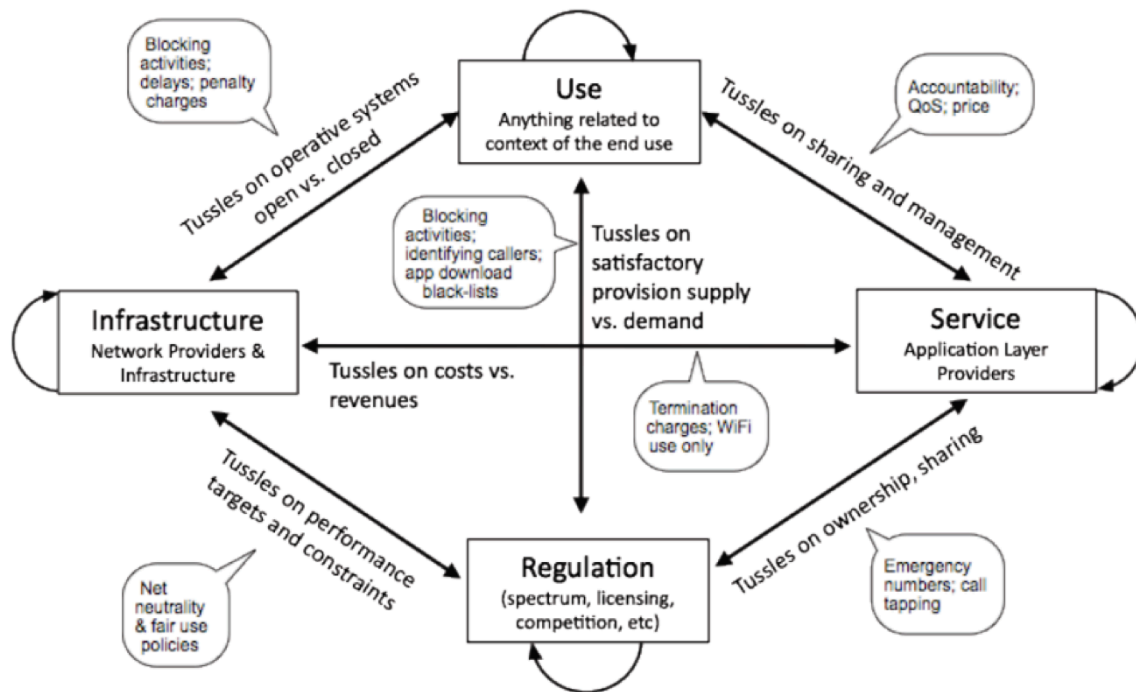 Blocking
activities;
delays; penalty
charges
Tussles on operative systems
open vs. closed
Use
Anything related to
context of the end use
Accountability;
QoS; price
Tussles on sharing and management
Blocking
activities;
identifying callers;
app download
black-lists
Tussles on
satisfactory
provision supply
vs. demand
Infrastructure
Network Providers &
Infrastructure
Service
Application Layer
Providers
Tussles on costs vs.
revenues
Termination
charges; WiFi
use only
Tussles on performance
targets and constraints
Net
neutrality
& fair use
policies
Regulation
(spectrum, licensing,
competition, etc)
Tussles on ownership, sharing
Emergency
numbers; call
tapping